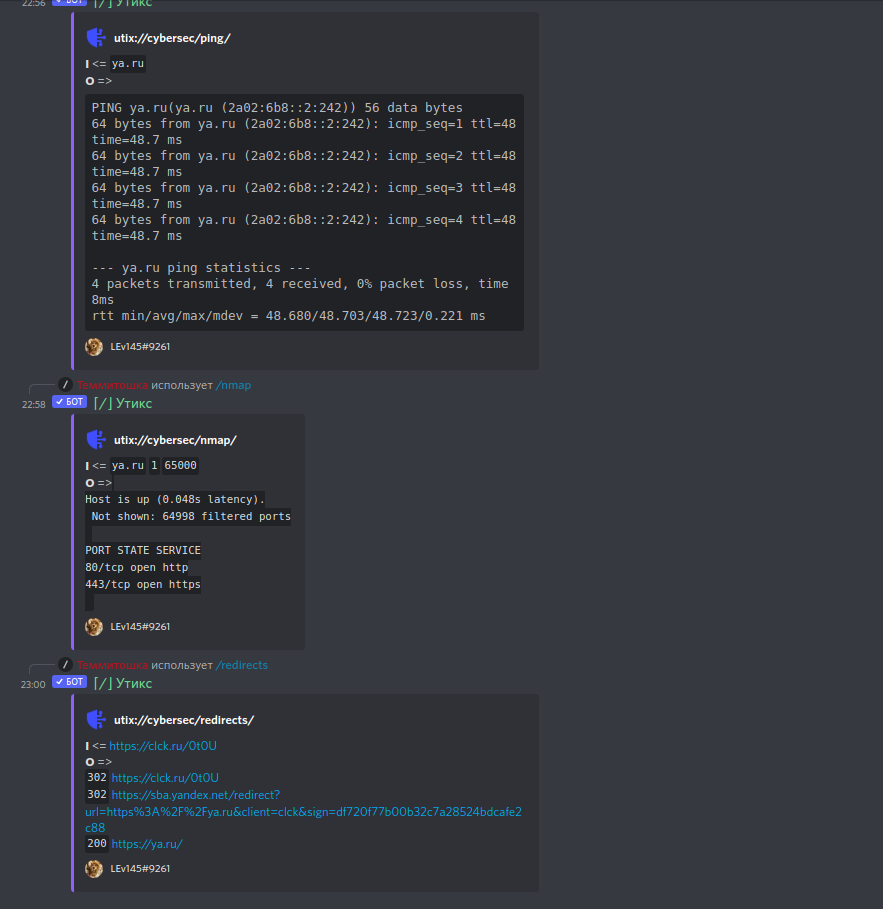 22:56 ✓ БОТ [/] Утикс
utix://cybersec/ping/
I <= ya.ru
O =>
PING ya.ru(ya.ru (2a02:6b8::2:242)) 56 data bytes
64 bytes from ya.ru (2a02:6b8::2:242): icmp_seq=1 ttl=48
time=48.7 ms
64 bytes from ya.ru (2a02:6b8::2:242): icmp_seq=2 ttl=48
time=48.7 ms
64 bytes from ya.ru (2a02:6b8::2:242): icmp_seq=3 ttl=48
time=48.7 ms
64 bytes from ya.ru (2a02:6b8::2:242): icmp_seq=4 ttl=48
time=48.7 ms
--- ya.ru ping statistics ---
4 packets transmitted, 4 received, 0% packet loss, time
8ms
rtt min/avg/max/mdev = 48.680/48.703/48.723/0.221 ms
LEv145#9261
/ Теммитошка использует /nmap
22:58 ✓ БОТ [/] Утикс
utix://cybersec/nmap/
I <= ya.ru 1 65000
O =>
Host is up (0.048s latency).
Not shown: 64998 filtered ports
PORT STATE SERVICE
80/tcp open http
443/tcp open https
LEv145#9261
/ Теммитошка использует /redirects
23:00 ✓ БОТ [/] Утикс
utix://cybersec/redirects/
I <= https://clck.ru/0t0U
O =>
302 https://clck.ru/0t0U
302 https://sba.yandex.net/redirect?
url=https%3A%2F%2Fya.ru&client=clck&sign=df720f77b00b32c7a28524bdcafe2
c88
200 https://ya.ru/
LEv145#9261